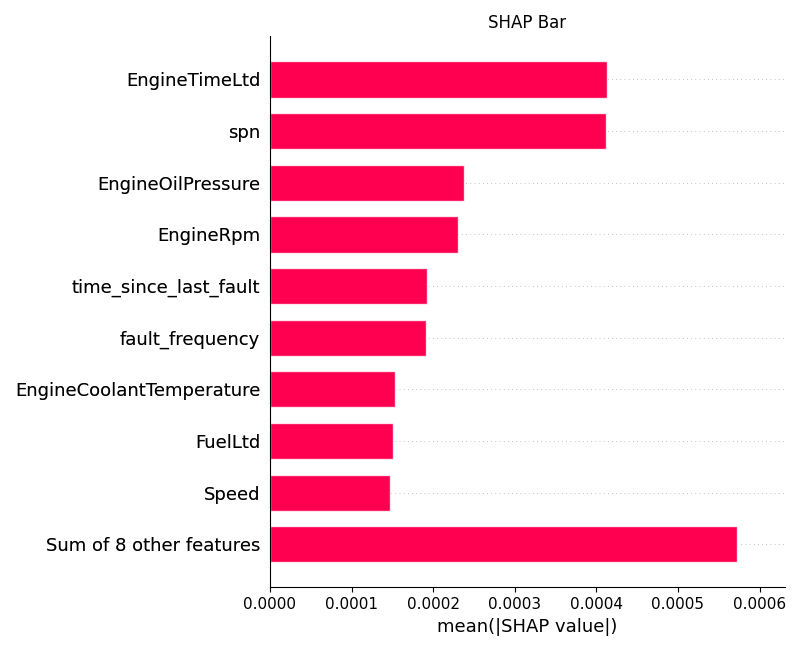 SHAP Bar
EngineTimeLtd
spn
EngineOilPressure
EngineRpm
time_since_last_fault
fault_frequency
EngineCoolantTemperature
FuelLtd
Speed
Sum of 8 other features
0.0000 0.0001 0.0002 0.0003 0.0004 0.0005 0.0006
mean(|SHAP value|)